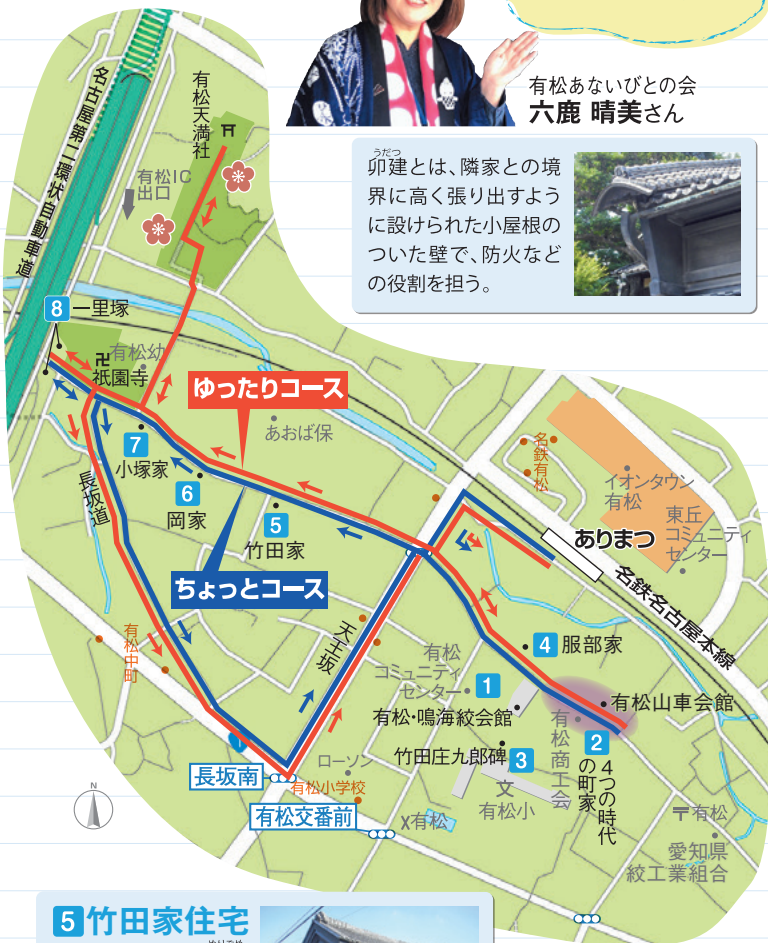 有松あないびとの会
六鹿 晴美さん
うだつ
卯建とは、隣家との境
界に高く張り出すよう
に設けられた小屋根の
ついた壁で、防火など
の役割を担う。
名古屋第二環状自動車道
有松天満社
有松IC
出口
8 一里塚
卍 有松幼
祇園寺
ゆったりコース
あおば保
7
小塚家
6
岡家
5
竹田家
長坂道
ちょっとコース
名鉄有松
イオンタウン
有松
東丘
コミュニティ
センター
ありまつ
名鉄名古屋本線
天王坂
有松中町
4 服部家
有松
コミュニティ
センター
1
有松・鳴海絞会館
有松山車会館
2
4つの時代
の町家
有松商工会
竹田庄九郎碑 3
文
有松小
長坂南
ローソン
有松小学校
有松交番前
X有松
〒有松
愛知県
絞工業組合
N
5 竹田家住宅